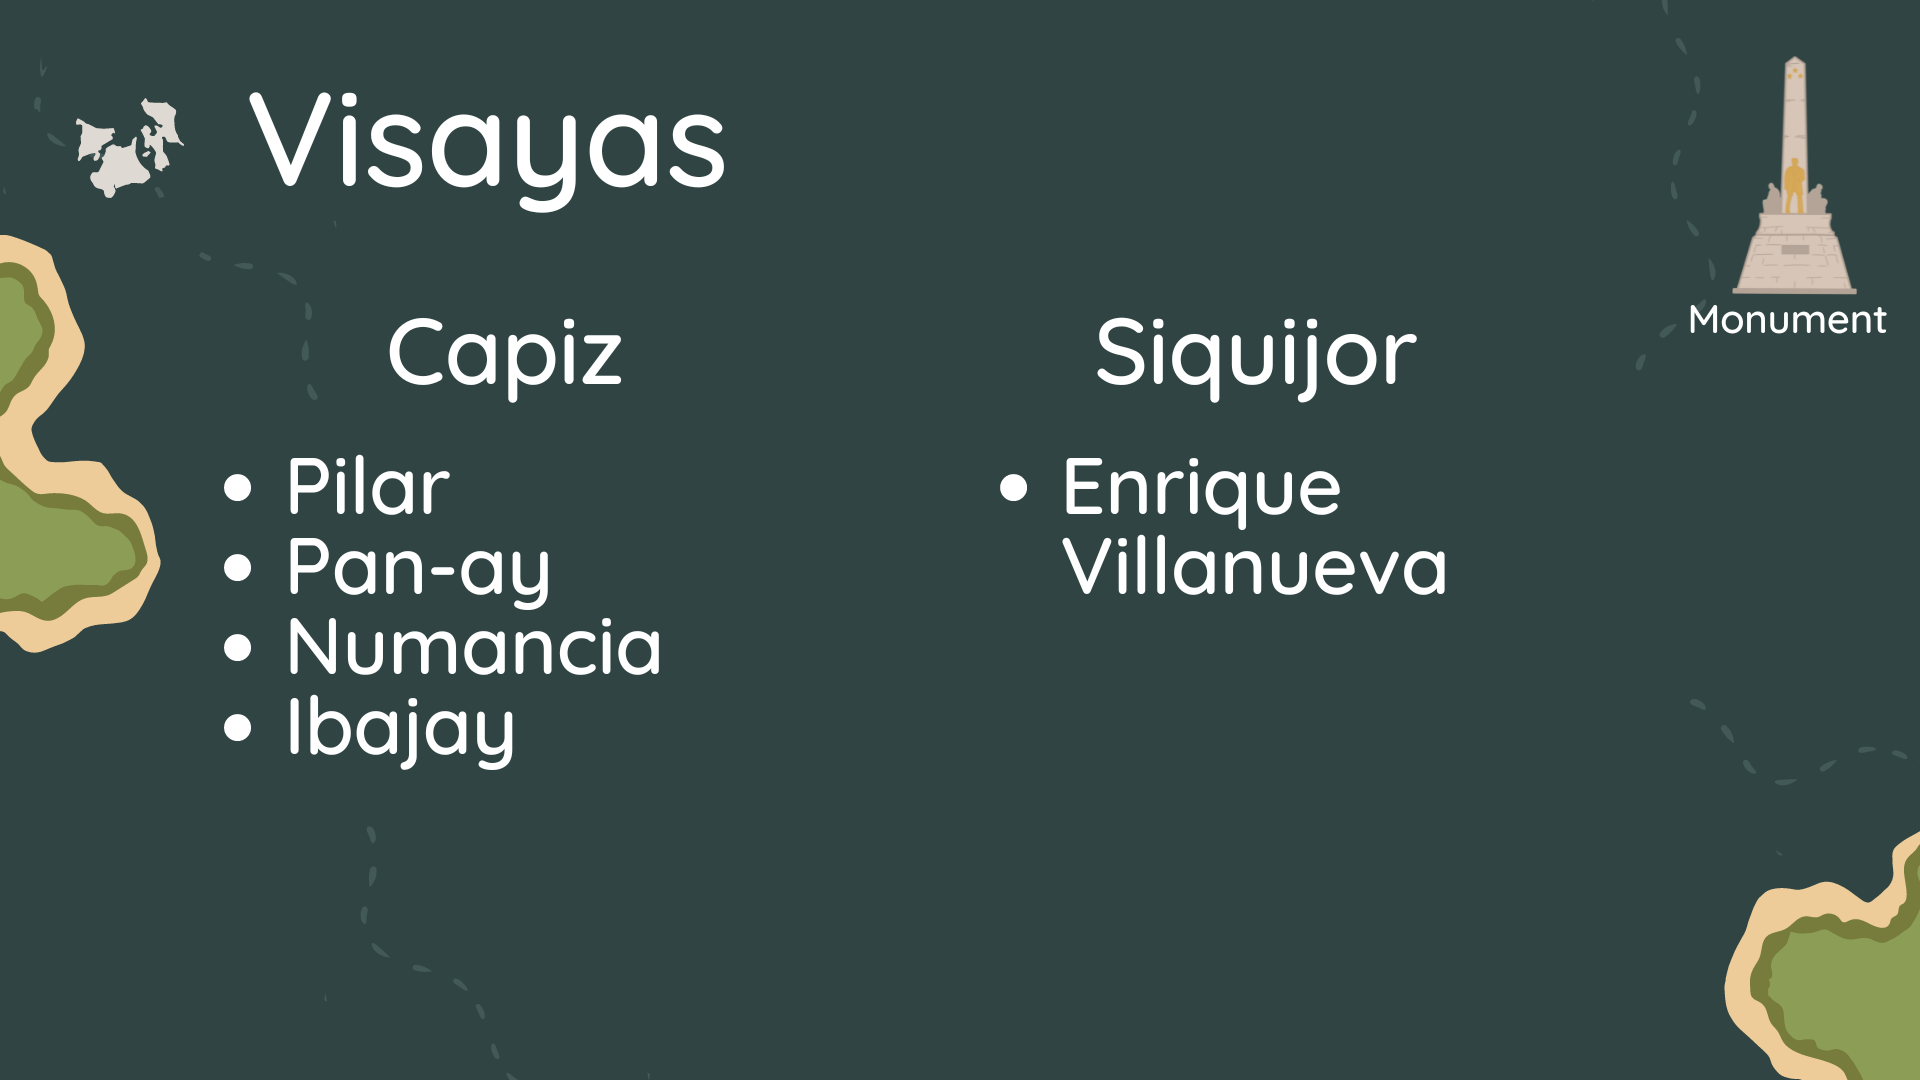 Visayas
Monument
Capiz
Pilar
Pan-ay
Numancia
Ibajay
Siquijor
Enrique
Villanueva